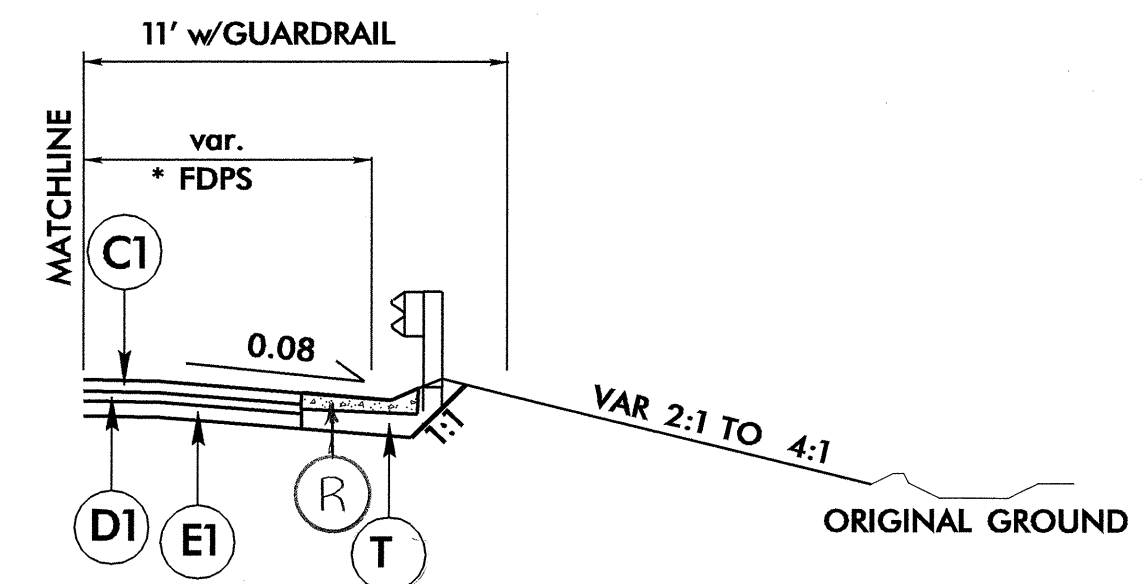 11' w/GUARDRAIL
MATCHLINE
var.
* FDPS
C1
0.08
1:1
VAR 2:1 TO 4:1
R
D1
E1
T
ORIGINAL GROUND